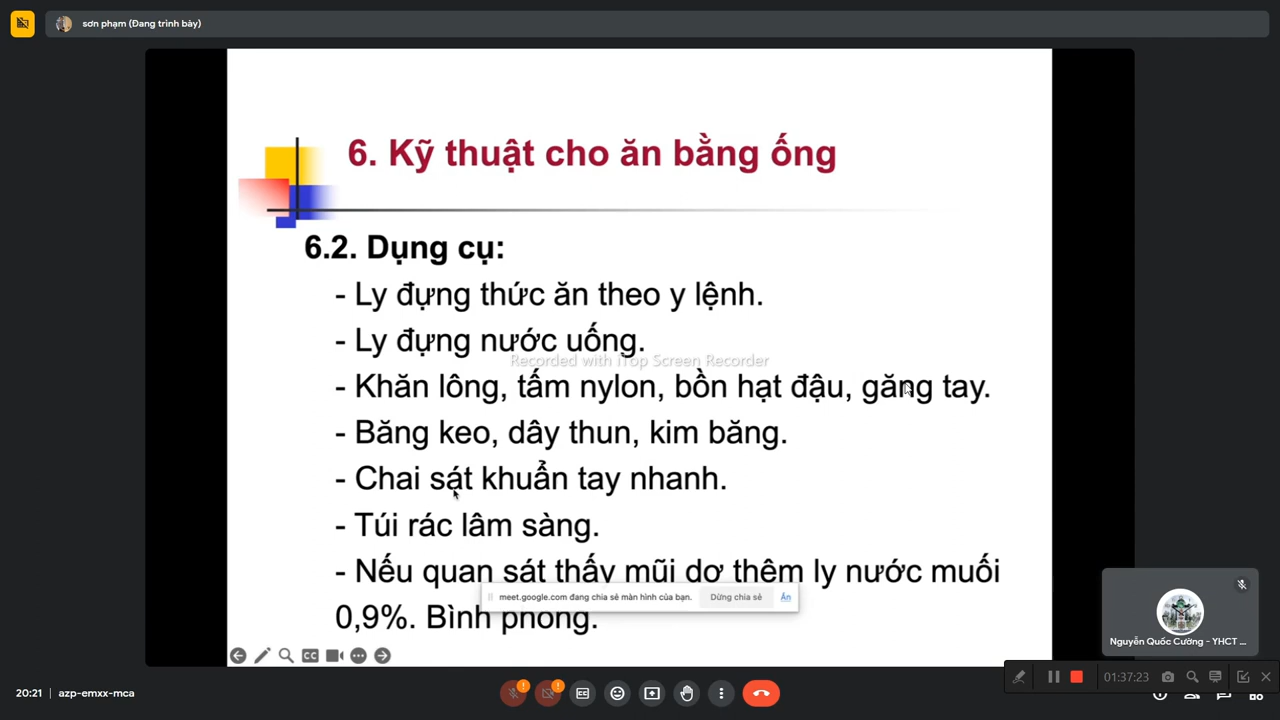 sơn phạm (Đang trình bày)
6. Kỹ thuật cho ăn bằng ống
6.2. Dụng cụ:
- Ly đựng thức ăn theo y lệnh.
- Ly đựng nước uống.
Recorded with iTop Screen Recorder
- Khăn lông, tấm nylon, bồn hạt đậu, găng tay.
- Băng keo, dây thun, kim băng.
- Chai sát khuẩn tay nhanh.
- Túi rác lâm sàng.
- Nếu quan sát thấy mũi dơ thêm ly nước muối
meet.google.com đang chia sẻ màn hình của bạn. Dừng chia sẻ Ẩn
0,9%. Bình phong.
Nguyễn Quốc Cường - YHCT ...
CC
01:37:23
20:21 azp-emxx-mca